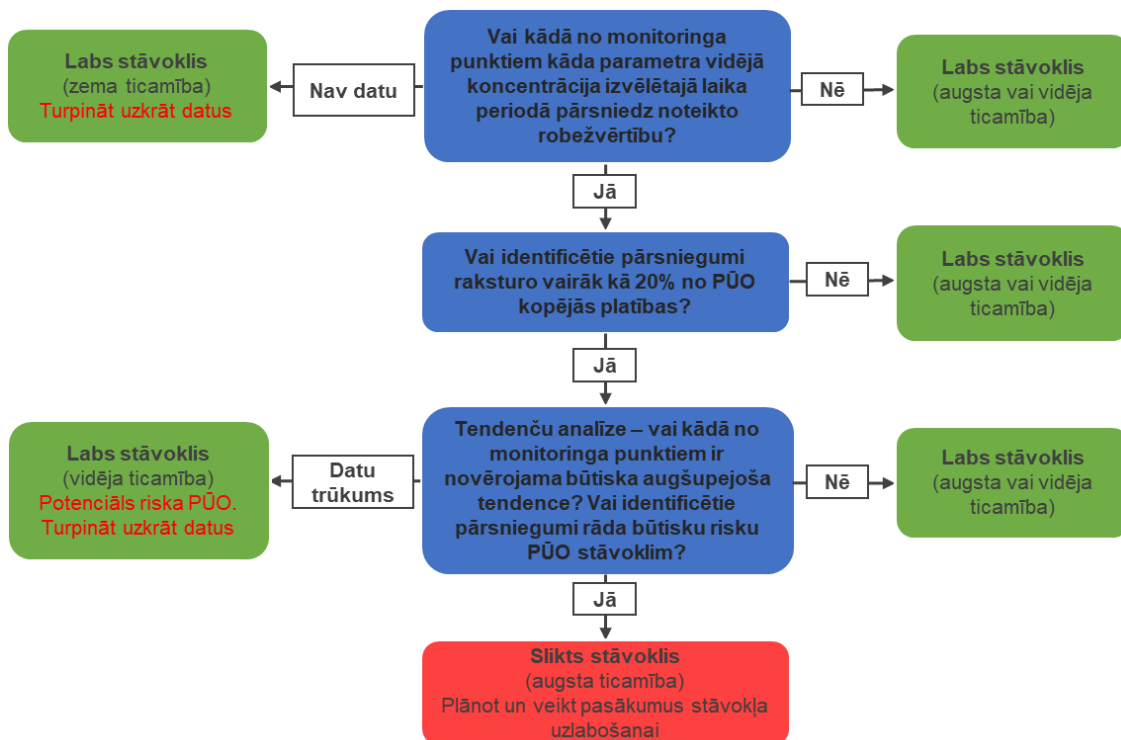 Labs stāvoklis
(zema ticamība)
Turpināt uzkrāt datus
Nav datu
Vai kādā no monitoringa
punktiem kāda parametra vidējā
koncentrācija izvēlētajā laika
periodā pārsniedz noteikto
robežvērtību?
Nē
Labs stāvoklis
(augsta vai vidēja
ticamība)
Jā
Vai identificētie pārsniegumi
raksturo vairāk kā 20% no PŪO
kopējās platības?
Nē
Labs stāvoklis
(augsta vai vidēja
ticamība)
Jā
Labs stāvoklis
(vidēja ticamība)
Potenciāls riska PŪO.
Turpināt uzkrāt datus
Datu
trūkums
Tendenču analīze – vai kādā no
monitoringa punktiem ir
novērojama būtiska augšupejoša
tendence? Vai identificētie
pārsniegumi rāda būtisku risku
PŪO stāvoklim?
Nē
Labs stāvoklis
(augsta vai vidēja
ticamība)
Jā
Slikts stāvoklis
(augsta ticamība)
Plānot un veikt pasākumus stāvokļa
uzlabošanai